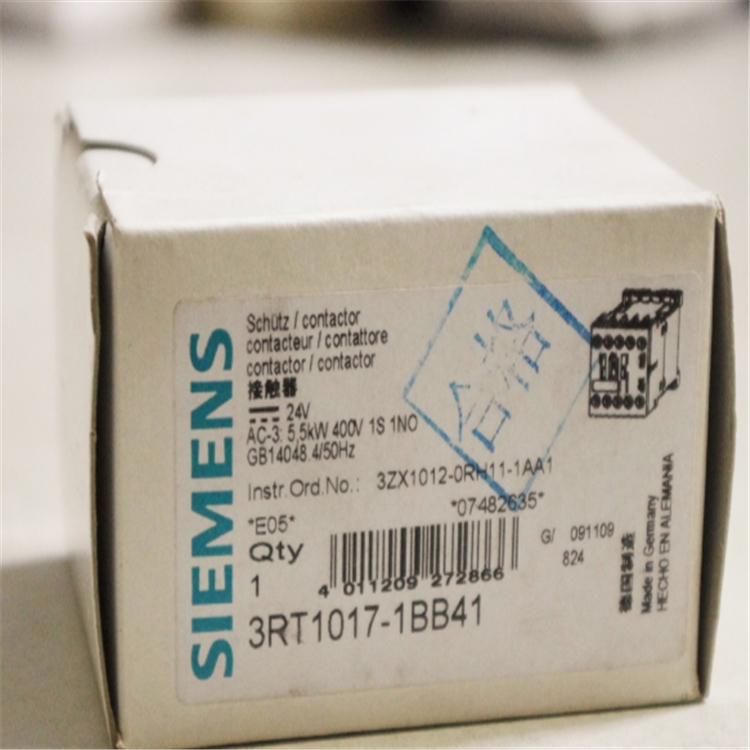 SIEMENS
Schütz / contactor
contacteur / contattore
contactor / contactor
接触器
24V
AC-3: 5,5kW 400V 1S 1NO
GB14048.4/50Hz
Instr.Ord.No.: 3ZX1012-0RH11-1AA1
*07482635*
*E05*
Qty
1
4 011209 272866
G/ 091109
824
3RT1017-1BB41
合格
德国制造
Made in Germany
HECHO EN ALEMANIA